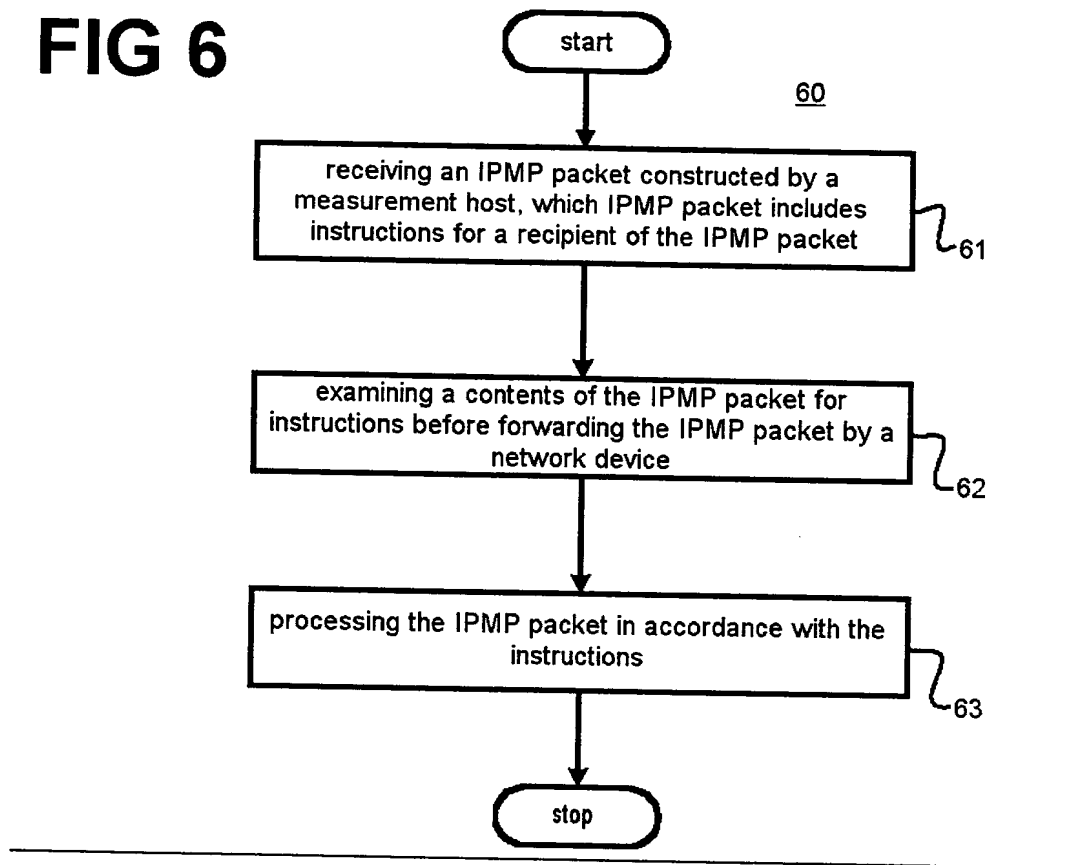 FIG 6
start
60
receiving an IPMP packet constructed by a
measurement host, which IPMP packet includes
instructions for a recipient of the IPMP packet
61
examining a contents of the IPMP packet for
instructions before forwarding the IPMP packet by a
network device
62
processing the IPMP packet in accordance with the
instructions
63
stop